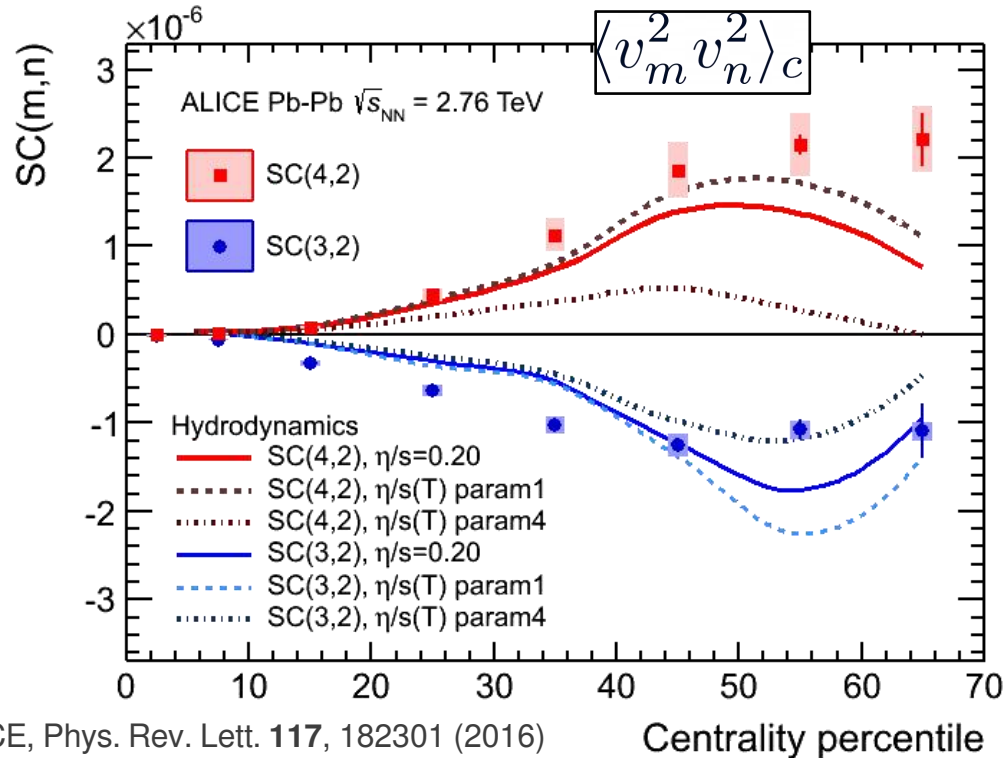 ×10⁻⁶
⟨v²ₘ v²ₙ⟩c
SC(m,n)
3
2
1
0
-1
-2
-3
ALICE Pb-Pb √sNN = 2.76 TeV
SC(4,2)
SC(3,2)
Hydrodynamics
SC(4,2), η/s=0.20
SC(4,2), η/s(T) param1
SC(4,2), η/s(T) param4
SC(3,2), η/s=0.20
SC(3,2), η/s(T) param1
SC(3,2), η/s(T) param4
0 10 20 30 40 50 60 70
CE, Phys. Rev. Lett. 117, 182301 (2016)
Centrality percentile